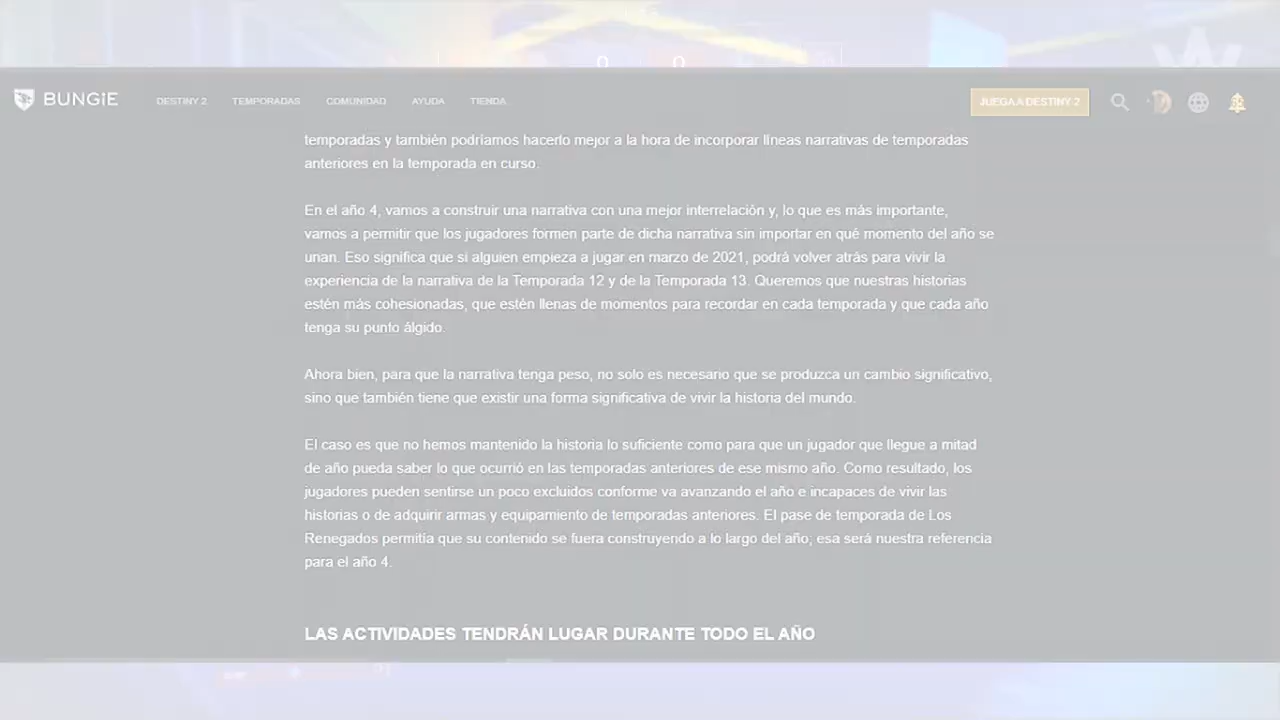 BUNGiE
DESTINY 2 TEMPORADAS COMUNIDAD AYUDA TIENDA
JUEGA A DESTINY 2
temporadas y también podríamos hacerlo mejor a la hora de incorporar líneas narrativas de temporadas
anteriores en la temporada en curso.
En el año 4, vamos a construir una narrativa con una mejor interrelación y, lo que es más importante,
vamos a permitir que los jugadores formen parte de dicha narrativa sin importar en qué momento del año se
unan. Eso significa que si alguien empieza a jugar en marzo de 2021, podrá volver atrás para vivir la
experiencia de la narrativa de la Temporada 12 y de la Temporada 13. Queremos que nuestras historias
estén más cohesionadas, que estén llenas de momentos para recordar en cada temporada y que cada año
tenga su punto álgido.
Ahora bien, para que la narrativa tenga peso, no solo es necesario que se produzca un cambio significativo,
sino que también tiene que existir una forma significativa de vivir la historia del mundo.
El caso es que no hemos mantenido la historia lo suficiente como para que un jugador que llegue a mitad
de año pueda saber lo que ocurrió en las temporadas anteriores de ese mismo año. Como resultado, los
jugadores pueden sentirse un poco excluidos conforme va avanzando el año e incapaces de vivir las
historias o de adquirir armas y equipamiento de temporadas anteriores. El pase de temporada de Los
Renegados permitía que su contenido se fuera construyendo a lo largo del año; esa será nuestra referencia
para el año 4.
LAS ACTIVIDADES TENDRÁN LUGAR DURANTE TODO EL AÑO